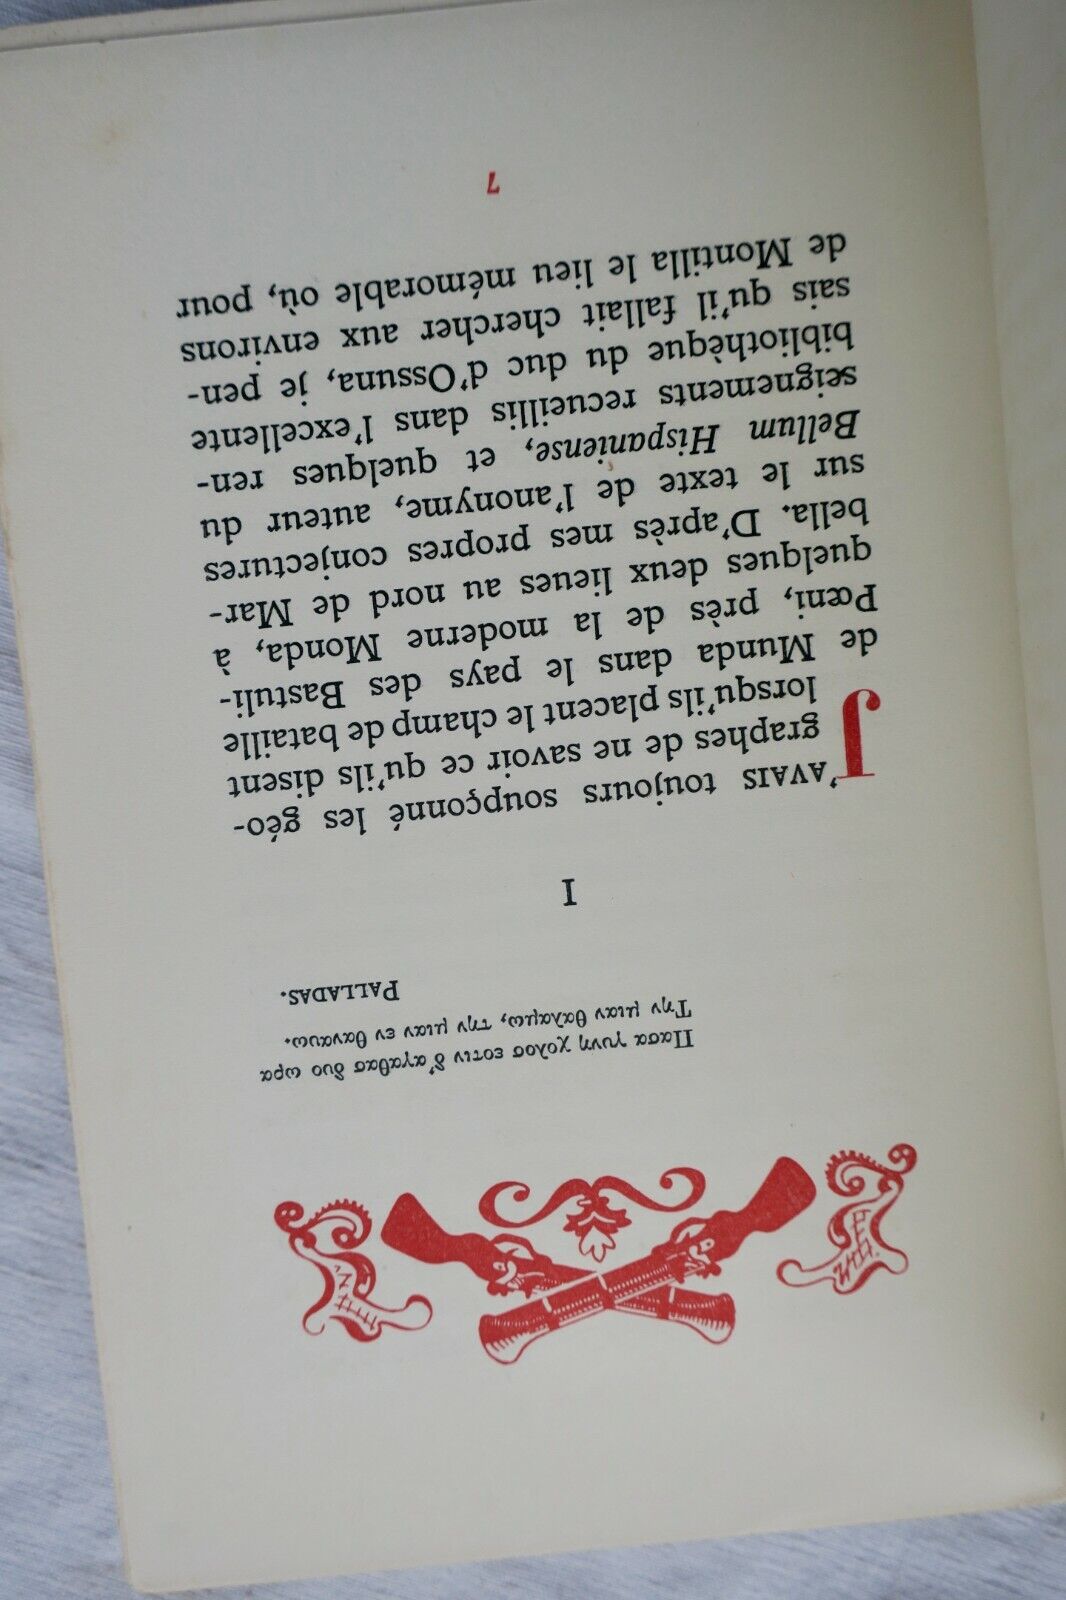 Πασα γυνη χολοσ εστιν δ'αγαθασ δυο ωρα
Την μιαν θαλαμω, την μιαν εν θανατω.
PALLADAS.
I
J'AVAIS toujours soupçonné les géo-
graphes de ne savoir ce qu'ils disent
lorsqu'ils placent le champ de bataille
de Munda dans le pays des Bastuli-
Pœni, près de la moderne Monda, à
quelques deux lieues au nord de Mar-
bella. D'après mes propres conjectures
sur le texte de l'anonyme, auteur du
Bellum Hispaniense, et quelques ren-
seignements recueillis dans l'excellente
bibliothèque du duc d'Ossuna, je pen-
sais qu'il fallait chercher aux environs
de Montilla le lieu mémorable où, pour
7